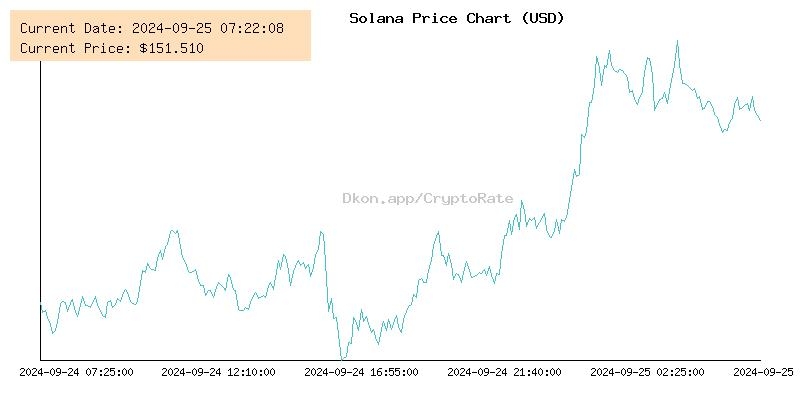 Solana Price Chart (USD)
Current Date: 2024-09-25 07:22:08
Current Price: $151.510
Dkon.app/CryptoRate
2024-09-24 07:25:00
2024-09-24 12:10:00
2024-09-24 16:55:00
2024-09-24 21:40:00
2024-09-25 02:25:00
2024-09-25